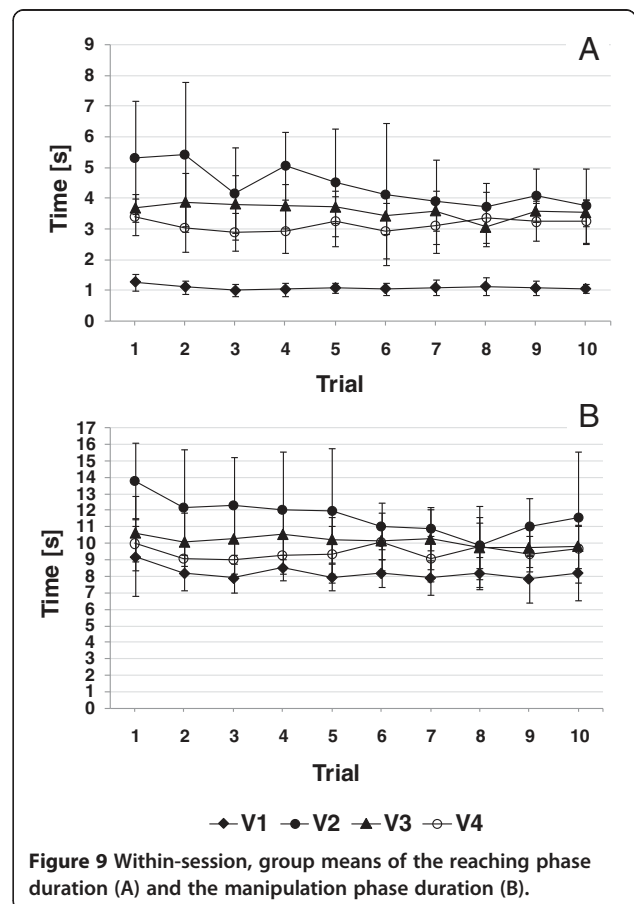 A
Time [s]
9
8
7
6
5
4
3
2
1
0
1 2 3 4 5 6 7 8 9 10
Trial
B
Time [s]
17
16
15
14
13
12
11
10
9
8
7
6
5
4
3
2
1
0
1 2 3 4 5 6 7 8 9 10
Trial
V1 V2 V3 V4
Figure 9 Within-session, group means of the reaching phase
duration (A) and the manipulation phase duration (B).